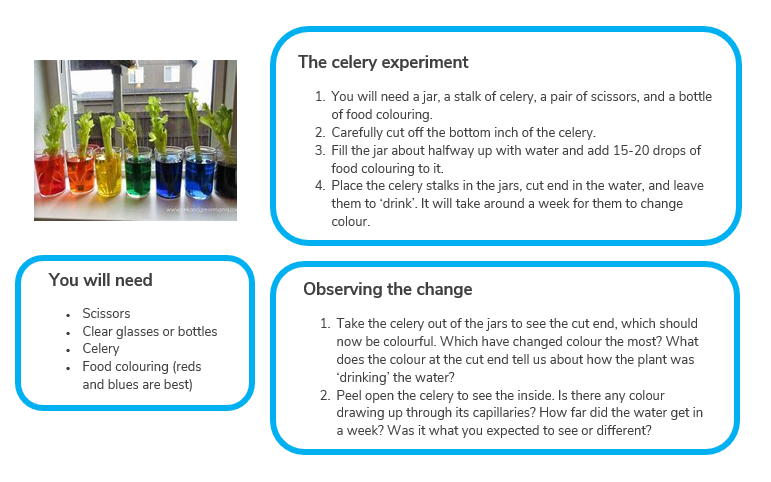 The celery experiment
1. You will need a jar, a stalk of celery, a pair of scissors, and a bottle
of food colouring.
2. Carefully cut off the bottom inch of the celery.
3. Fill the jar about halfway up with water and add 15-20 drops of
food colouring to it.
4. Place the celery stalks in the jars, cut end in the water, and leave
them to ‘drink’. It will take around a week for them to change
colour.
You will need
• Scissors
• Clear glasses or bottles
• Celery
• Food colouring (reds
and blues are best)
Observing the change
1. Take the celery out of the jars to see the cut end, which should
now be colourful. Which have changed colour the most? What
does the colour at the cut end tell us about how the plant was
‘drinking’ the water?
2. Peel open the celery to see the inside. Is there any colour
drawing up through its capillaries? How far did the water get in
a week? Was it what you expected to see or different?